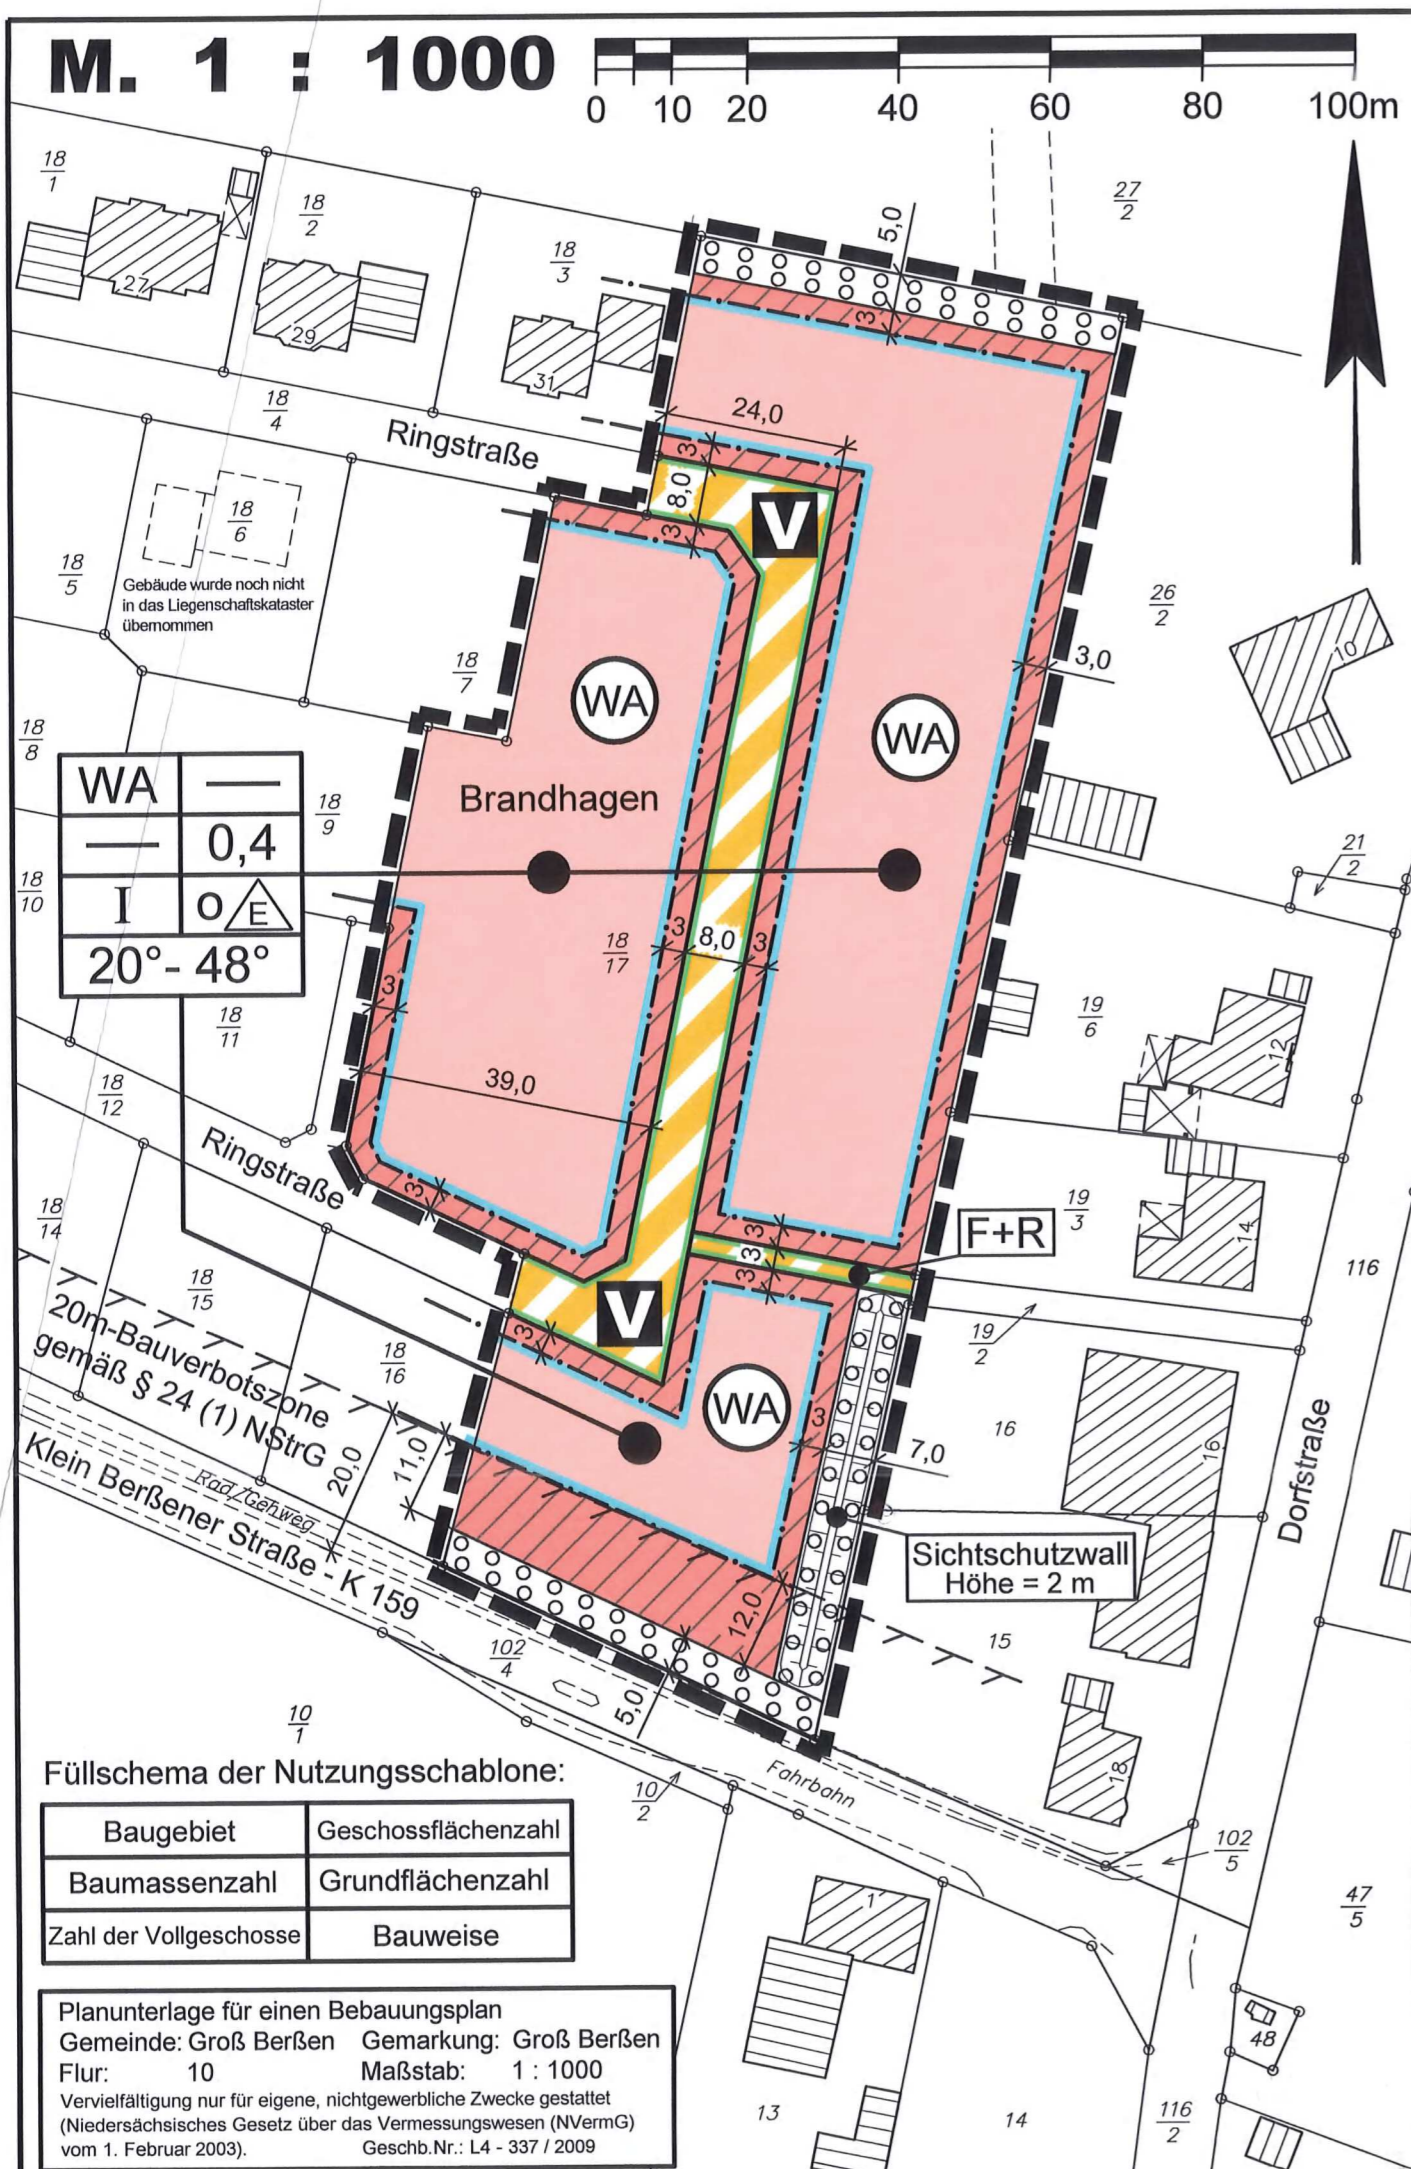 M. 1 : 1000
0 10 20 40 60 80 100m
18
1
18
2
18
3
27
2
5,0
27
29
31
3
18
4
Ringstraße
24,0
3
8,0
3
V
18
6
18
5
Gebäude wurde noch nicht
in das Liegenschaftskataster
übernommen
18
7
26
2
10
3,0
WA
WA
18
8
Brandhagen
WA —
— 0,4
I o E
20°- 48°
18
9
18
10
21
2
18
17
3 8,0 3
18
11
3
19
6
12
39,0
18
12
Ringstraße
18
14
3
19
3
14
F+R
3
3
3
116
18
15
V
19
2
20m-Bauverbotszone
gemäß § 24 (1) NStrG
18
16
3
WA
16
16
Dorfstraße
3
7,0
20,0
11,0
Rad/Gehweg
Klein Berßener Straße - K 159
Sichtschutzwall
Höhe = 2 m
12,0
15
102
4
5,0
18
10
1
Füllschema der Nutzungsschablone:
Baugebiet Geschossflächenzahl
Baumassenzahl Grundflächenzahl
Zahl der Vollgeschosse Bauweise
10
2
Fahrbahn
102
5
1
47
5
Planunterlage für einen Bebauungsplan
Gemeinde: Groß Berßen Gemarkung: Groß Berßen
Flur: 10 Maßstab: 1 : 1000
Vervielfältigung nur für eigene, nichtgewerbliche Zwecke gestattet
(Niedersächsisches Gesetz über das Vermessungswesen (NVermG)
vom 1. Februar 2003). Geschb.Nr.: L4 - 337 / 2009
48
13
14
116
2